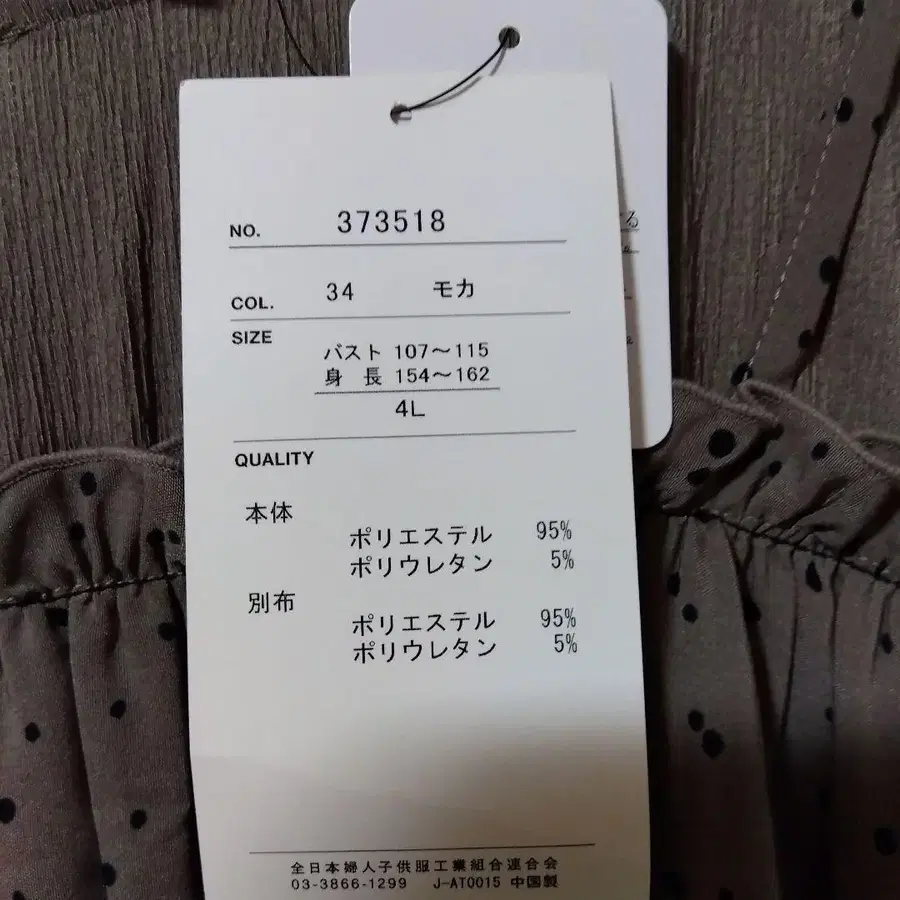 NO. 373518
COL. 34 モカ
SIZE
バスト 107～115
身 長 154～162
4L
QUALITY
本体
ポリエステル 95%
ポリウレタン 5%
別布
ポリエステル 95%
ポリウレタン 5%
全日本婦人子供服工業組合連合会
03-3866-1299 J-AT0015 中国製
る